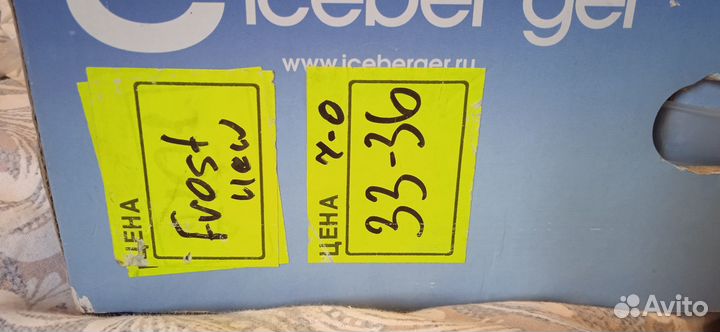 iceberger
www.iceberger.ru
ЦЕНА
frost
new
ЦЕНА ч-о
33-36
Avito